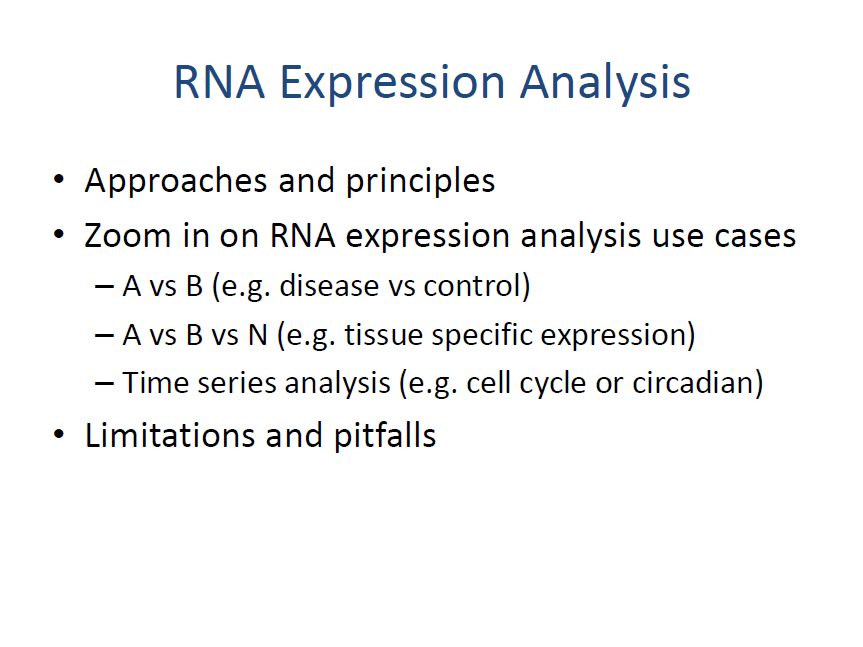 RNA Expression Analysis
• Approaches and principles
• Zoom in on RNA expression analysis use cases
– A vs B (e.g. disease vs control)
– A vs B vs N (e.g. tissue specific expression)
– Time series analysis (e.g. cell cycle or circadian)
• Limitations and pitfalls